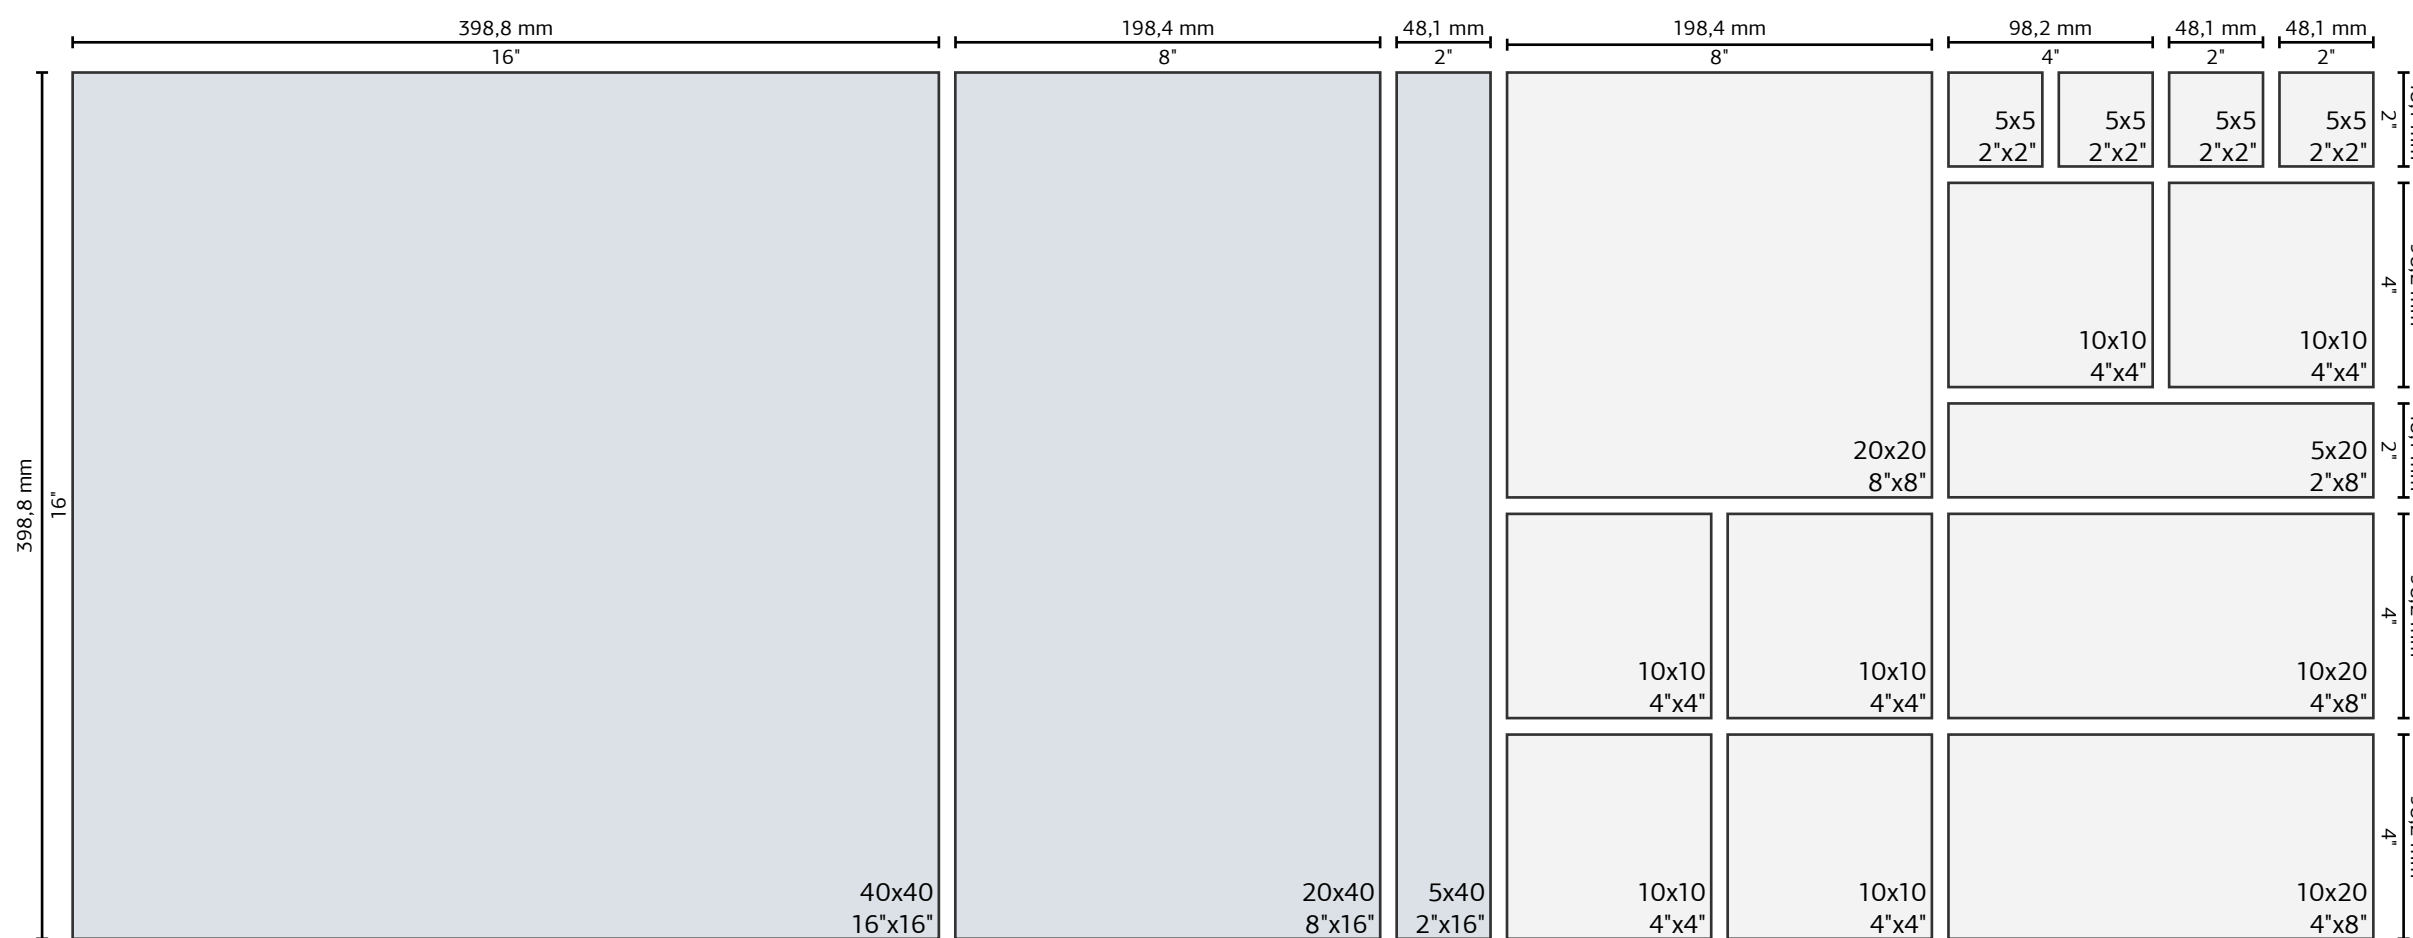 398,8 mm
198,4 mm
48,1 mm
198,4 mm
98,2 mm
48,1 mm
48,1 mm
16"
8"
2"
8"
4"
2"
2"
398,8 mm
16"
5x5
2"x2"
5x5
2"x2"
5x5
2"x2"
5x5
2"x2"
2"
10x10
4"x4"
10x10
4"x4"
4"
20x20
8"x8"
5x20
2"x8"
2"
10x10
4"x4"
10x10
4"x4"
10x20
4"x8"
4"
40x40
16"x16"
20x40
8"x16"
5x40
2"x16"
10x10
4"x4"
10x10
4"x4"
10x20
4"x8"
4"